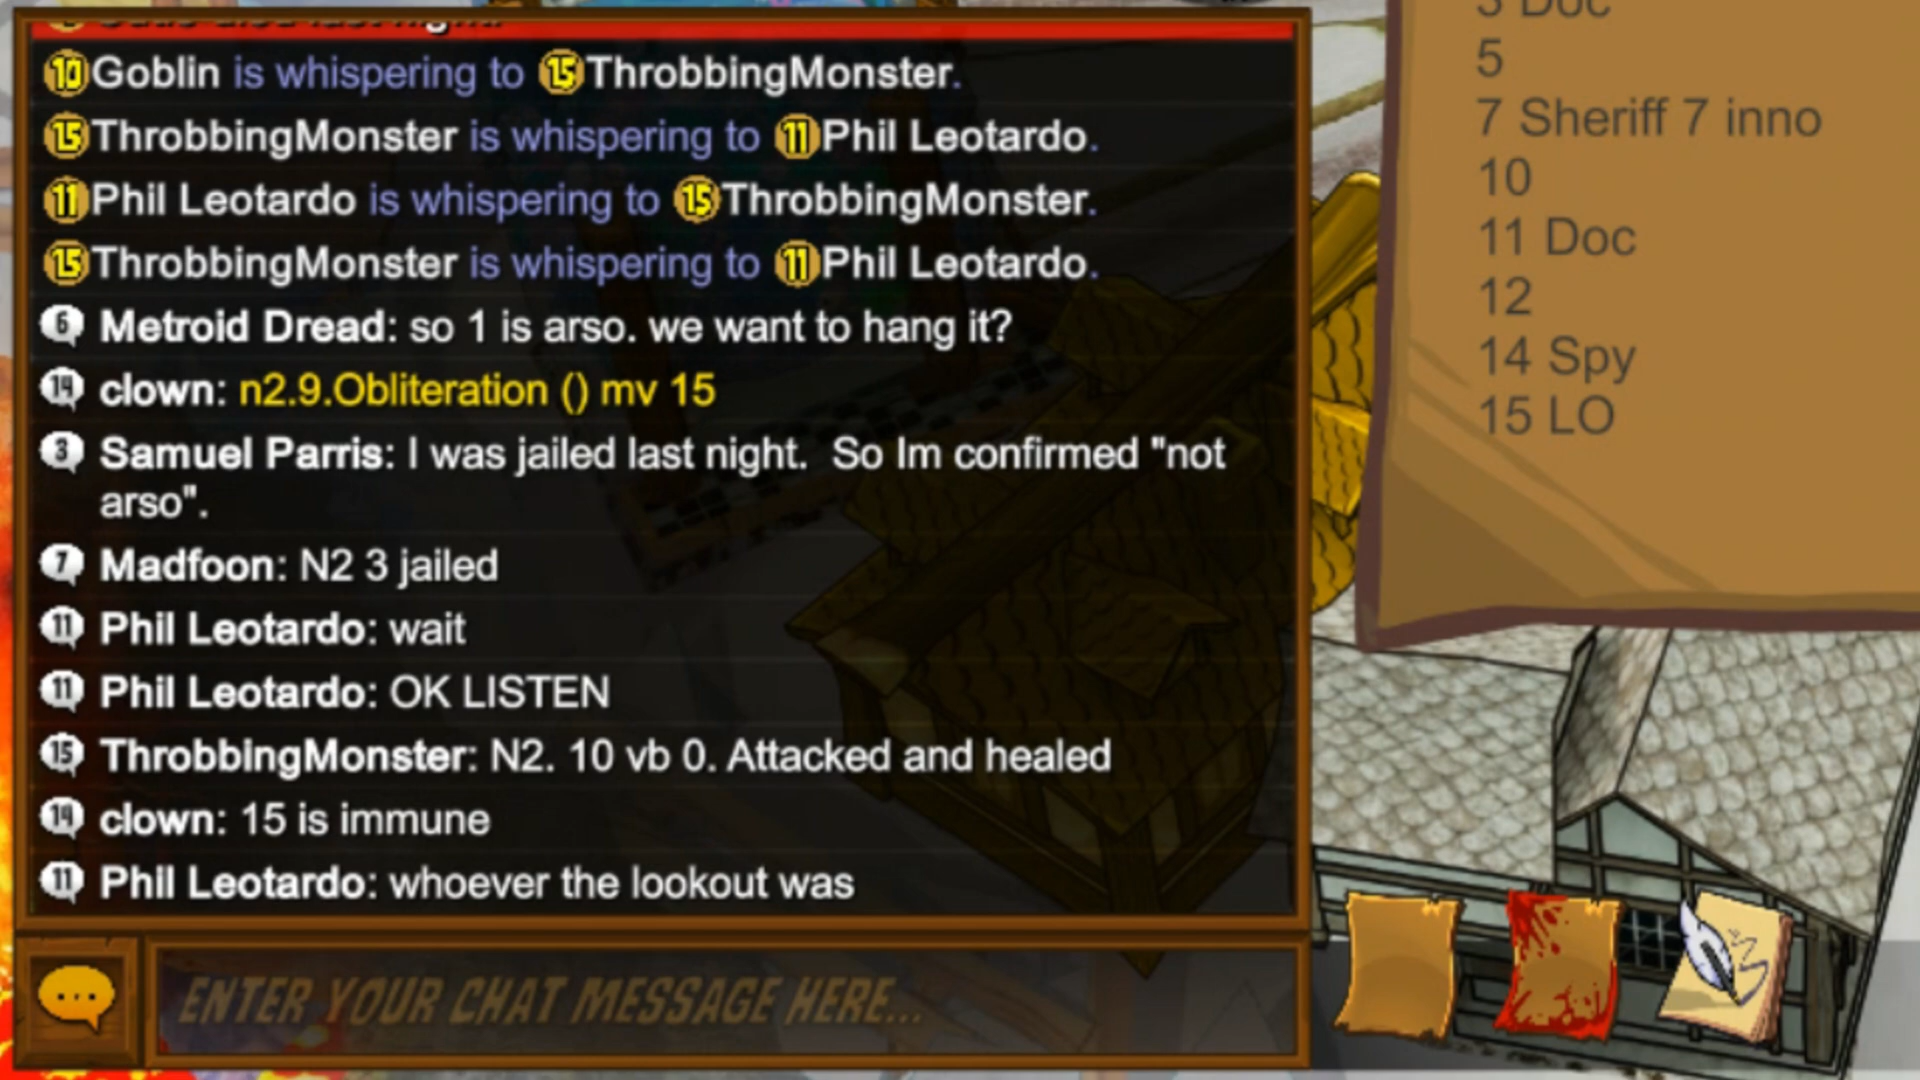 10 Goblin is whispering to 15 ThrobbingMonster.
15 ThrobbingMonster is whispering to 11 Phil Leotardo.
11 Phil Leotardo is whispering to 15 ThrobbingMonster.
15 ThrobbingMonster is whispering to 11 Phil Leotardo.
6 Metroid Dread: so 1 is arso. we want to hang it?
14 clown: n2.9.Obliteration () mv 15
3 Samuel Parris: I was jailed last night.  So Im confirmed "not
arso".
7 Madfoon: N2 3 jailed
11 Phil Leotardo: wait
11 Phil Leotardo: OK LISTEN
15 ThrobbingMonster: N2. 10 vb 0. Attacked and healed
14 clown: 15 is immune
11 Phil Leotardo: whoever the lookout was
ENTER YOUR CHAT MESSAGE HERE...
3 Doc
5
7 Sheriff 7 inno
10
11 Doc
12
14 Spy
15 LO